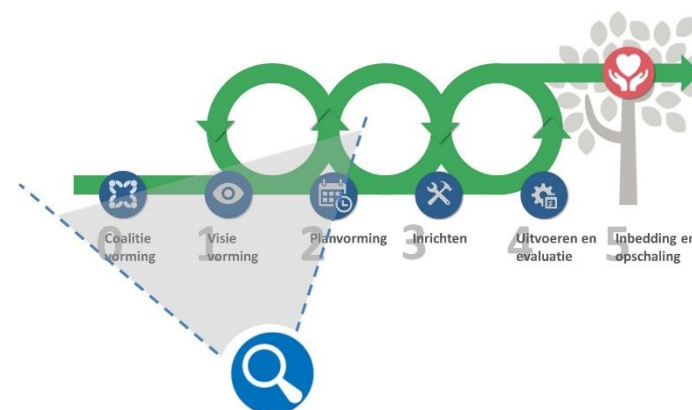 0 Coalitie
vorming
1 Visie
vorming
2 Planvorming
3 Inrichten
4 Uitvoeren en
evaluatie
5 Inbedding en
opschaling